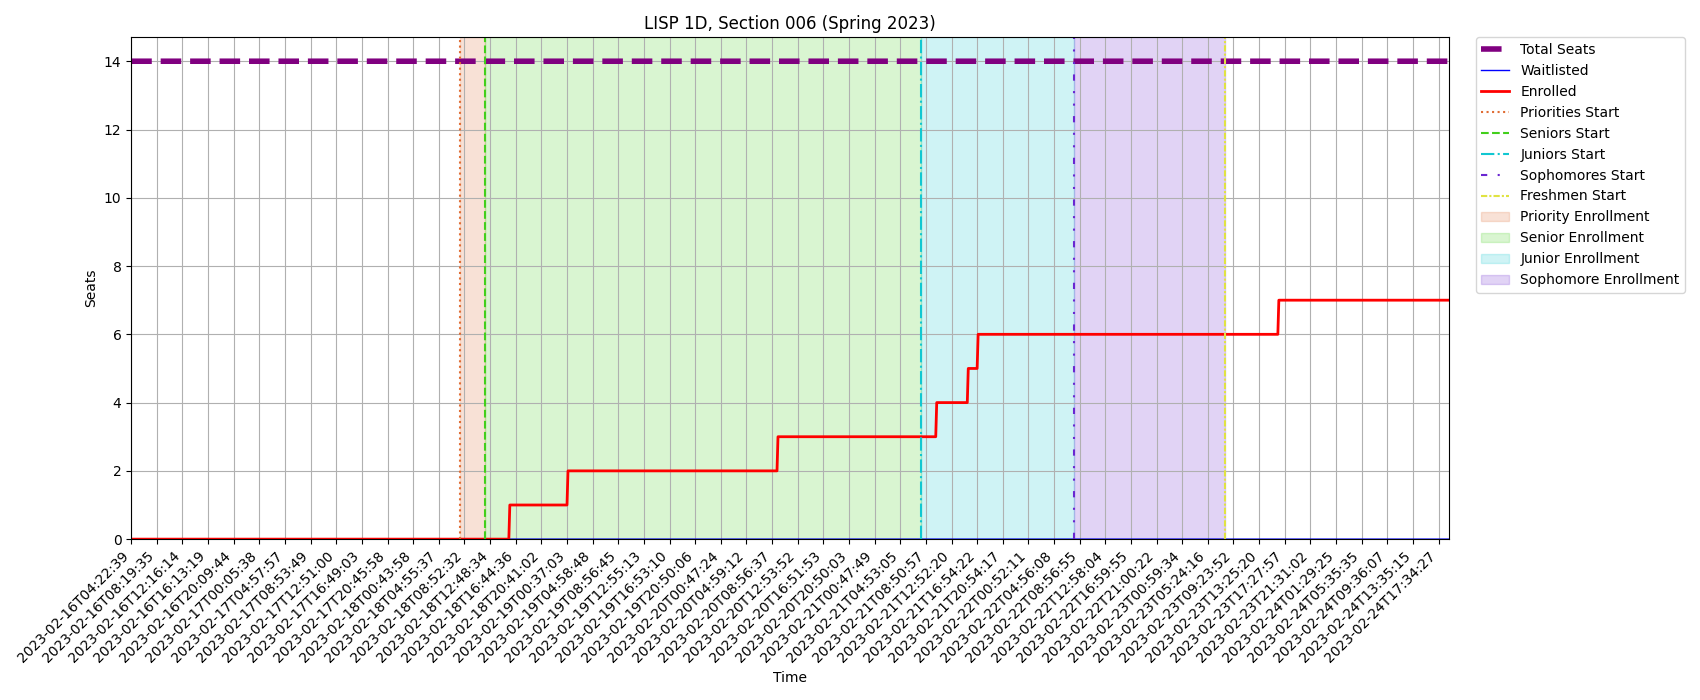 LISP 1D, Section 006 (Spring 2023)
14
12
10
8
6
4
2
0
Seats
2023-02-16T04:22:39
2023-02-16T08:19:35
2023-02-16T12:16:14
2023-02-16T16:13:19
2023-02-16T20:09:44
2023-02-17T00:05:38
2023-02-17T04:57:57
2023-02-17T08:53:49
2023-02-17T12:51:00
2023-02-17T16:49:03
2023-02-17T20:45:58
2023-02-18T00:43:58
2023-02-18T04:55:37
2023-02-18T08:52:32
2023-02-18T12:48:34
2023-02-18T16:44:36
2023-02-18T20:41:02
2023-02-19T00:37:03
2023-02-19T04:58:48
2023-02-19T08:56:45
2023-02-19T12:55:13
2023-02-19T16:53:10
2023-02-19T20:50:06
2023-02-20T00:47:24
2023-02-20T04:59:12
2023-02-20T08:56:37
2023-02-20T12:53:52
2023-02-20T16:51:53
2023-02-20T20:50:03
2023-02-21T00:47:49
2023-02-21T04:53:05
2023-02-21T08:50:57
2023-02-21T12:52:20
2023-02-21T16:54:22
2023-02-21T20:54:17
2023-02-22T00:52:11
2023-02-22T04:56:08
2023-02-22T08:56:55
2023-02-22T12:58:04
2023-02-22T16:59:55
2023-02-22T21:00:22
2023-02-23T00:59:34
2023-02-23T05:24:16
2023-02-23T09:23:52
2023-02-23T13:25:20
2023-02-23T17:27:57
2023-02-23T21:31:02
2023-02-24T01:29:25
2023-02-24T05:35:35
2023-02-24T09:36:07
2023-02-24T13:35:15
2023-02-24T17:34:27
Time
Total Seats
Waitlisted
Enrolled
Priorities Start
Seniors Start
Juniors Start
Sophomores Start
Freshmen Start
Priority Enrollment
Senior Enrollment
Junior Enrollment
Sophomore Enrollment